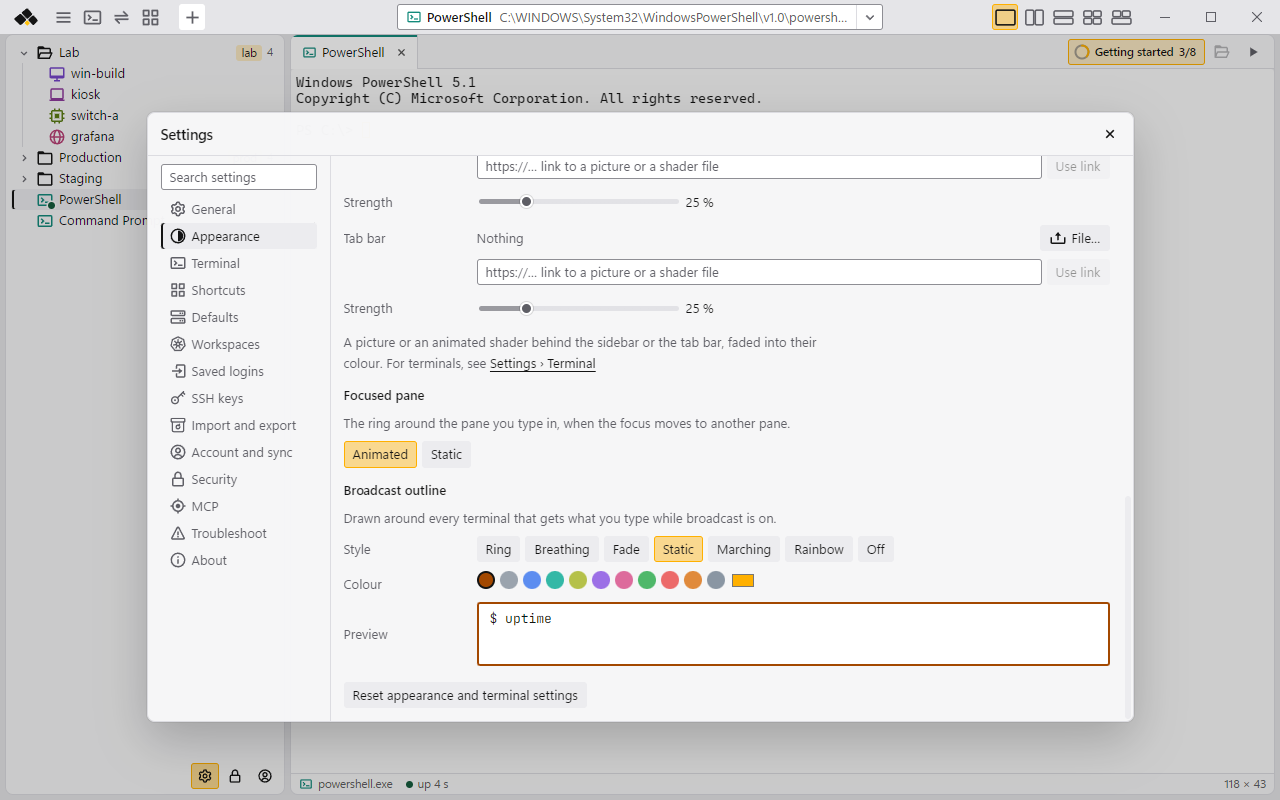 PowerShell C:\WINDOWS\System32\WindowsPowerShell\v1.0\powersh...
Lab lab 4
win-build
kiosk
switch-a
grafana
Production
Staging
PowerShell
Command Pron
PowerShell
Getting started 3/8
Windows PowerShell 5.1
Copyright (C) Microsoft Corporation. All rights reserved.
Settings
Search settings
General
Appearance
Terminal
Shortcuts
Defaults
Workspaces
Saved logins
SSH keys
Import and export
Account and sync
Security
MCP
Troubleshoot
About
https://... link to a picture or a shader file Use link
Strength 25 %
Tab bar Nothing File...
https://... link to a picture or a shader file Use link
Strength 25 %
A picture or an animated shader behind the sidebar or the tab bar, faded into their
colour. For terminals, see Settings › Terminal
Focused pane
The ring around the pane you type in, when the focus moves to another pane.
Animated Static
Broadcast outline
Drawn around every terminal that gets what you type while broadcast is on.
Style Ring Breathing Fade Static Marching Rainbow Off
Colour
Preview $ uptime
Reset appearance and terminal settings
powershell.exe up 4 s 118 × 43